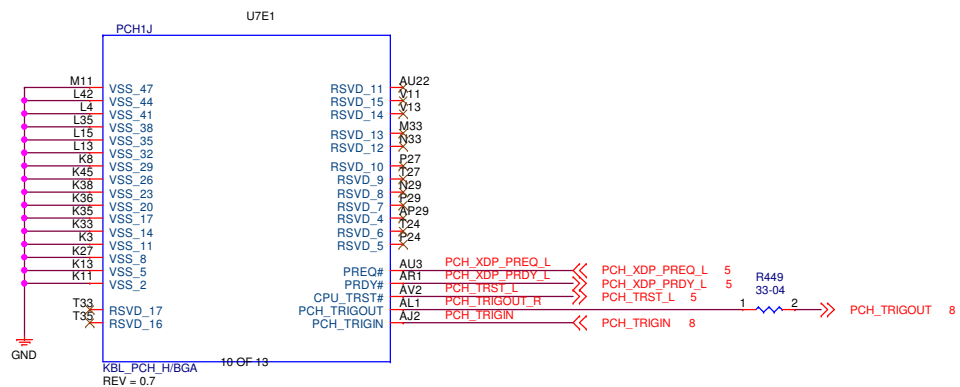 U7E1
PCH1J
M11 VSS_47 RSVD_11 AU22
L42 VSS_44 RSVD_15 V11
L4 VSS_41 RSVD_14 V13
L35 VSS_38 RSVD_13 M33
L15 VSS_35 RSVD_12 N33
L13 VSS_32
K8 VSS_29 RSVD_10 P27
K45 VSS_26 RSVD_9 T27
K38 VSS_23 RSVD_8 N29
K36 VSS_20 RSVD_7 P29
K35 VSS_17 RSVD_4 AP29
K33 VSS_14 RSVD_6 T24
K3 VSS_11 RSVD_5 P24
K27 VSS_8
K13 VSS_5 PREQ# AU3 PCH_XDP_PREQ_L PCH_XDP_PREQ_L 5
K11 VSS_2 PRDY# AR1 PCH_XDP_PRDY_L PCH_XDP_PRDY_L 5
CPU_TRST# AV2 PCH_TRST_L PCH_TRST_L 5
R449
33-04
T33 RSVD_17 PCH_TRIGOUT AL1 PCH_TRIGOUT_R 1 2 PCH_TRIGOUT 8
T35 RSVD_16 PCH_TRIGIN AJ2 PCH_TRIGIN PCH_TRIGIN 8
GND
10 OF 13
KBL_PCH_H/BGA
REV = 0.7